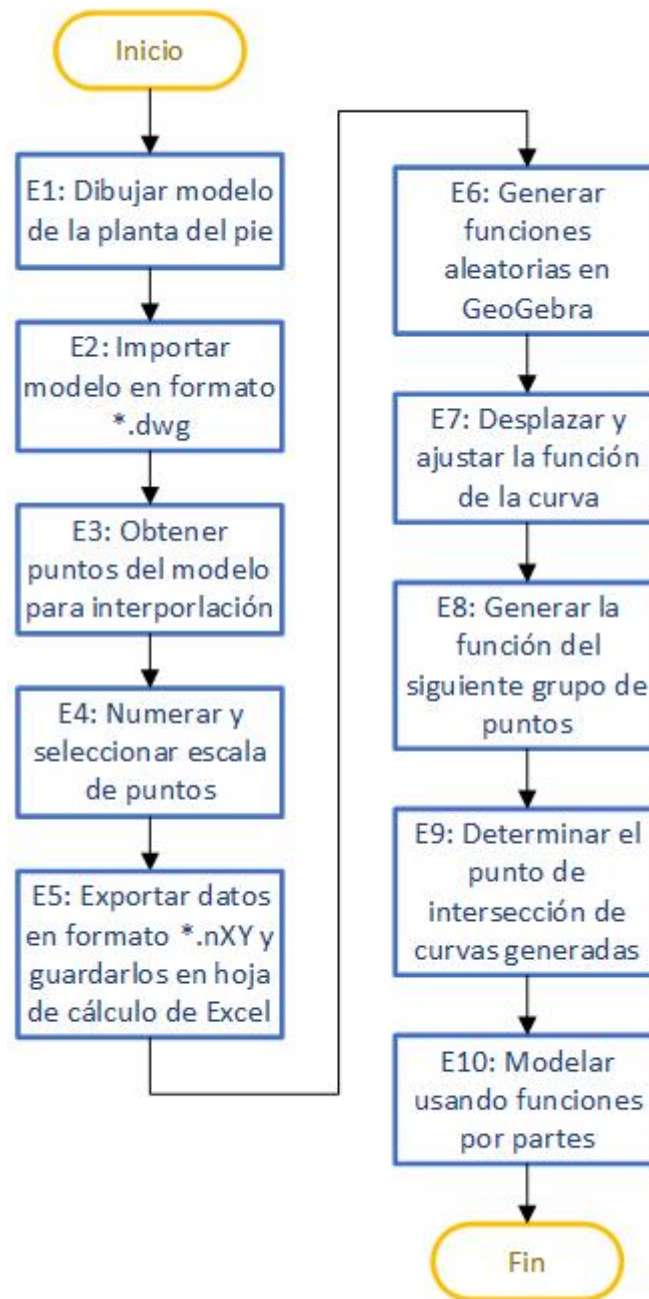 Inicio
E1: Dibujar modelo
de la planta del pie
E2: Importar
modelo en formato
*.dwg
E3: Obtener
puntos del modelo
para interporlación
E4: Numerar y
seleccionar escala
de puntos
E5: Exportar datos
en formato *.nXY y
guardarlos en hoja
de cálculo de Excel
E6: Generar
funciones
aleatorias en
GeoGebra
E7: Desplazar y
ajustar la función
de la curva
E8: Generar la
función del
siguiente grupo de
puntos
E9: Determinar el
punto de
intersección de
curvas generadas
E10: Modelar
usando funciones
por partes
Fin